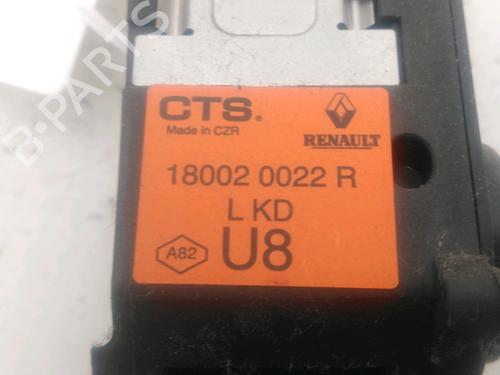 CTS.
Made in CZR
RENAULT
18002 0022 R
L KD
A82
U8
B-PARTS